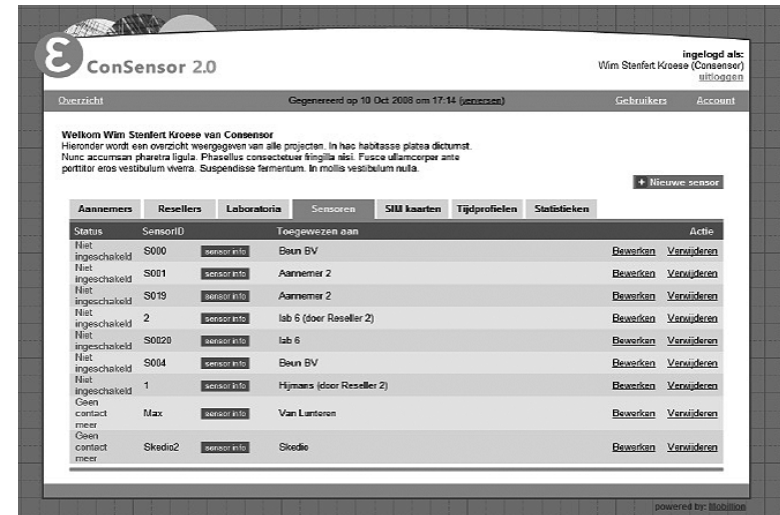 ConSensor 2.0
ingelogd als:
Wim Stenfert Kroese (Consensor)
uitloggen
Overzicht
Gegenereerd op 10 Oct 2008 om 17:14 (verversen)
Gebruikers Account
Welkom Wim Stenfert Kroese van Consensor
Hieronder wordt een overzicht weergegeven van alle projecten. In hac habitasse platea dictumst.
Nunc accumsan pharetra ligula. Phasellus consectetuer fringilla nisi. Fusce ullamcorper ante
porttitor eros vestibulum viverra. Suspendisse fermentum. In mollis vestibulum nulla.
+ Nieuwe sensor
Aannemers Resellers Laboratoria Sensoren SIM kaarten Tijdprofielen Statistieken
Status SensorID Toegewezen aan Actie
Niet ingeschakeld S000 sensor info Beun BV Bewerken Verwijderen
Niet ingeschakeld S001 sensor info Aannemer 2 Bewerken Verwijderen
Niet ingeschakeld S019 sensor info Aannemer 2 Bewerken Verwijderen
Niet ingeschakeld 2 sensor info lab 6 (door Reseller 2) Bewerken Verwijderen
Niet ingeschakeld S0020 sensor info lab 6 Bewerken Verwijderen
Niet ingeschakeld S004 sensor info Beun BV Bewerken Verwijderen
Niet ingeschakeld 1 sensor info Hijmans (door Reseller 2) Bewerken Verwijderen
Geen contact meer Max sensor info Van Lunteren Bewerken Verwijderen
Geen contact meer Skedio2 sensor info Skedio Bewerken Verwijderen
powered by: Mobillion